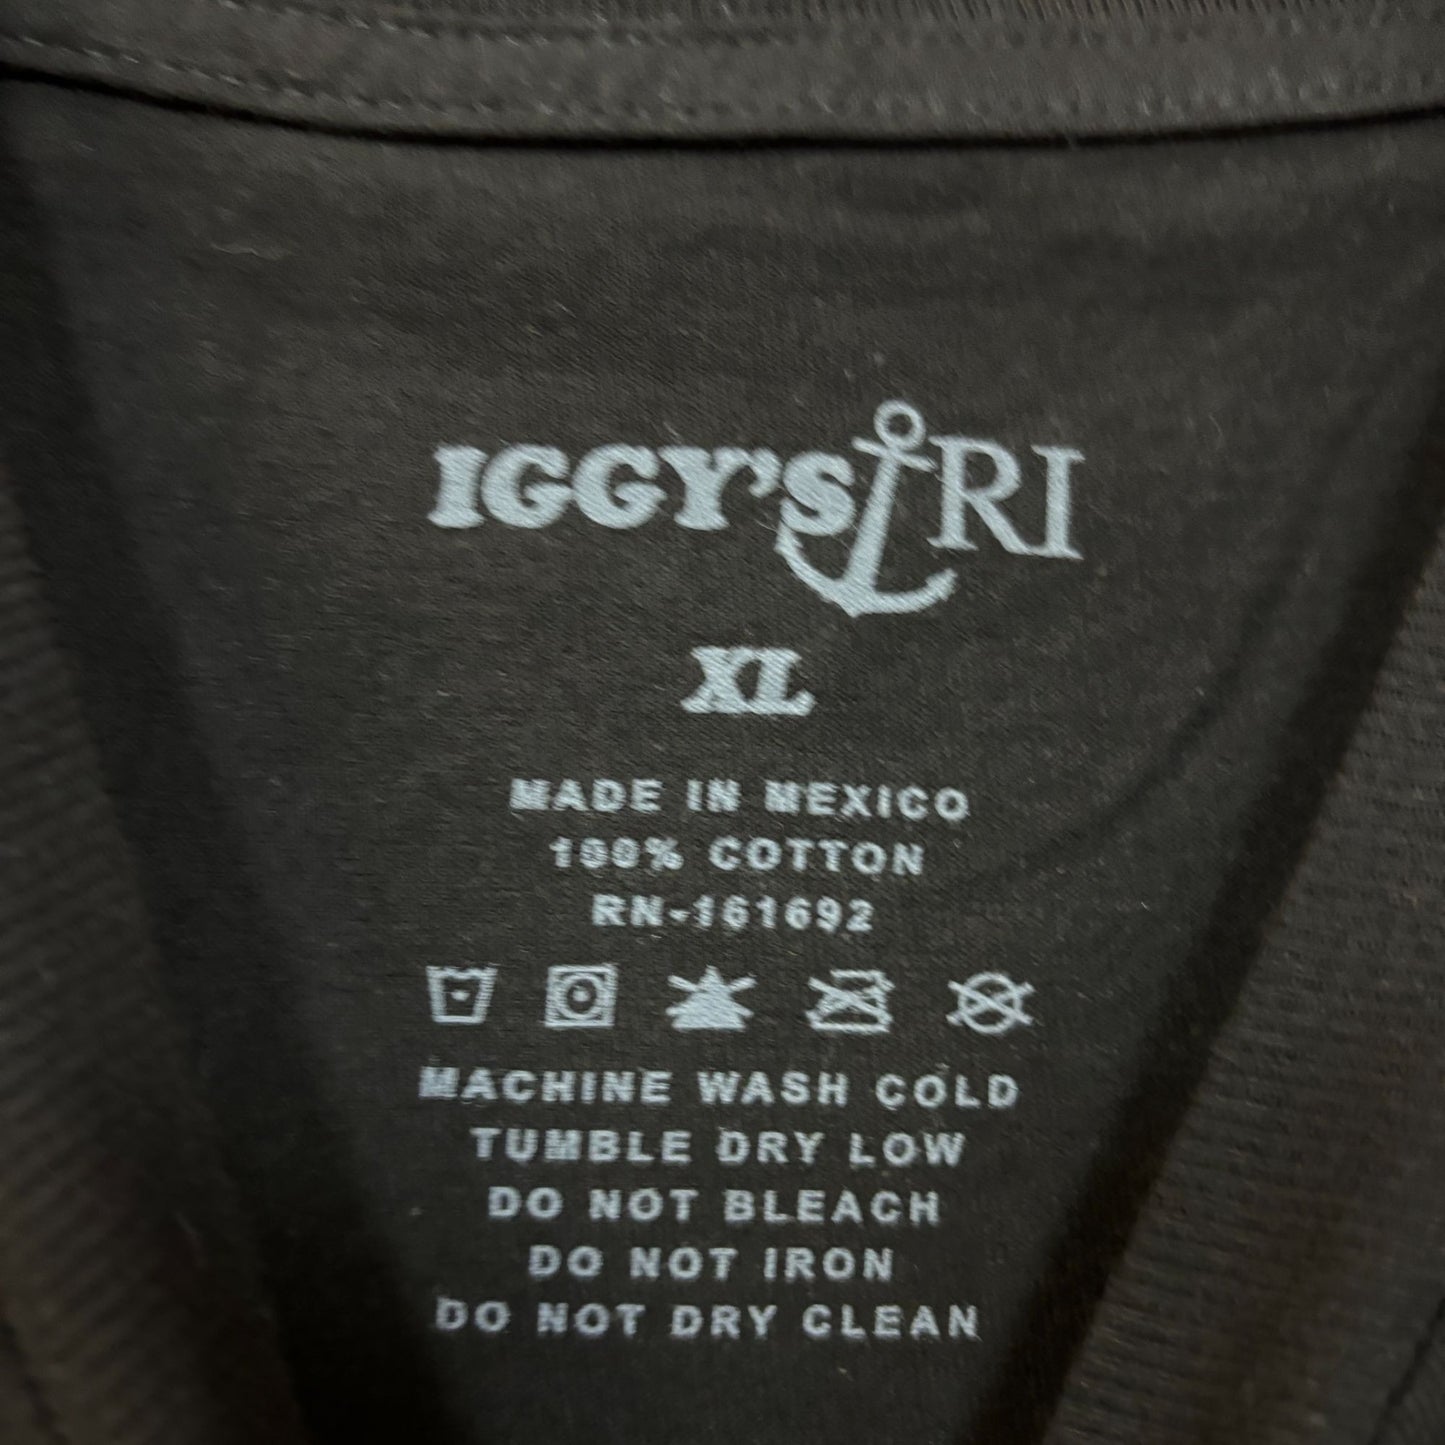 IGGY'S RI
XL
MADE IN MEXICO
100% COTTON
RN-161692
MACHINE WASH COLD
TUMBLE DRY LOW
DO NOT BLEACH
DO NOT IRON
DO NOT DRY CLEAN